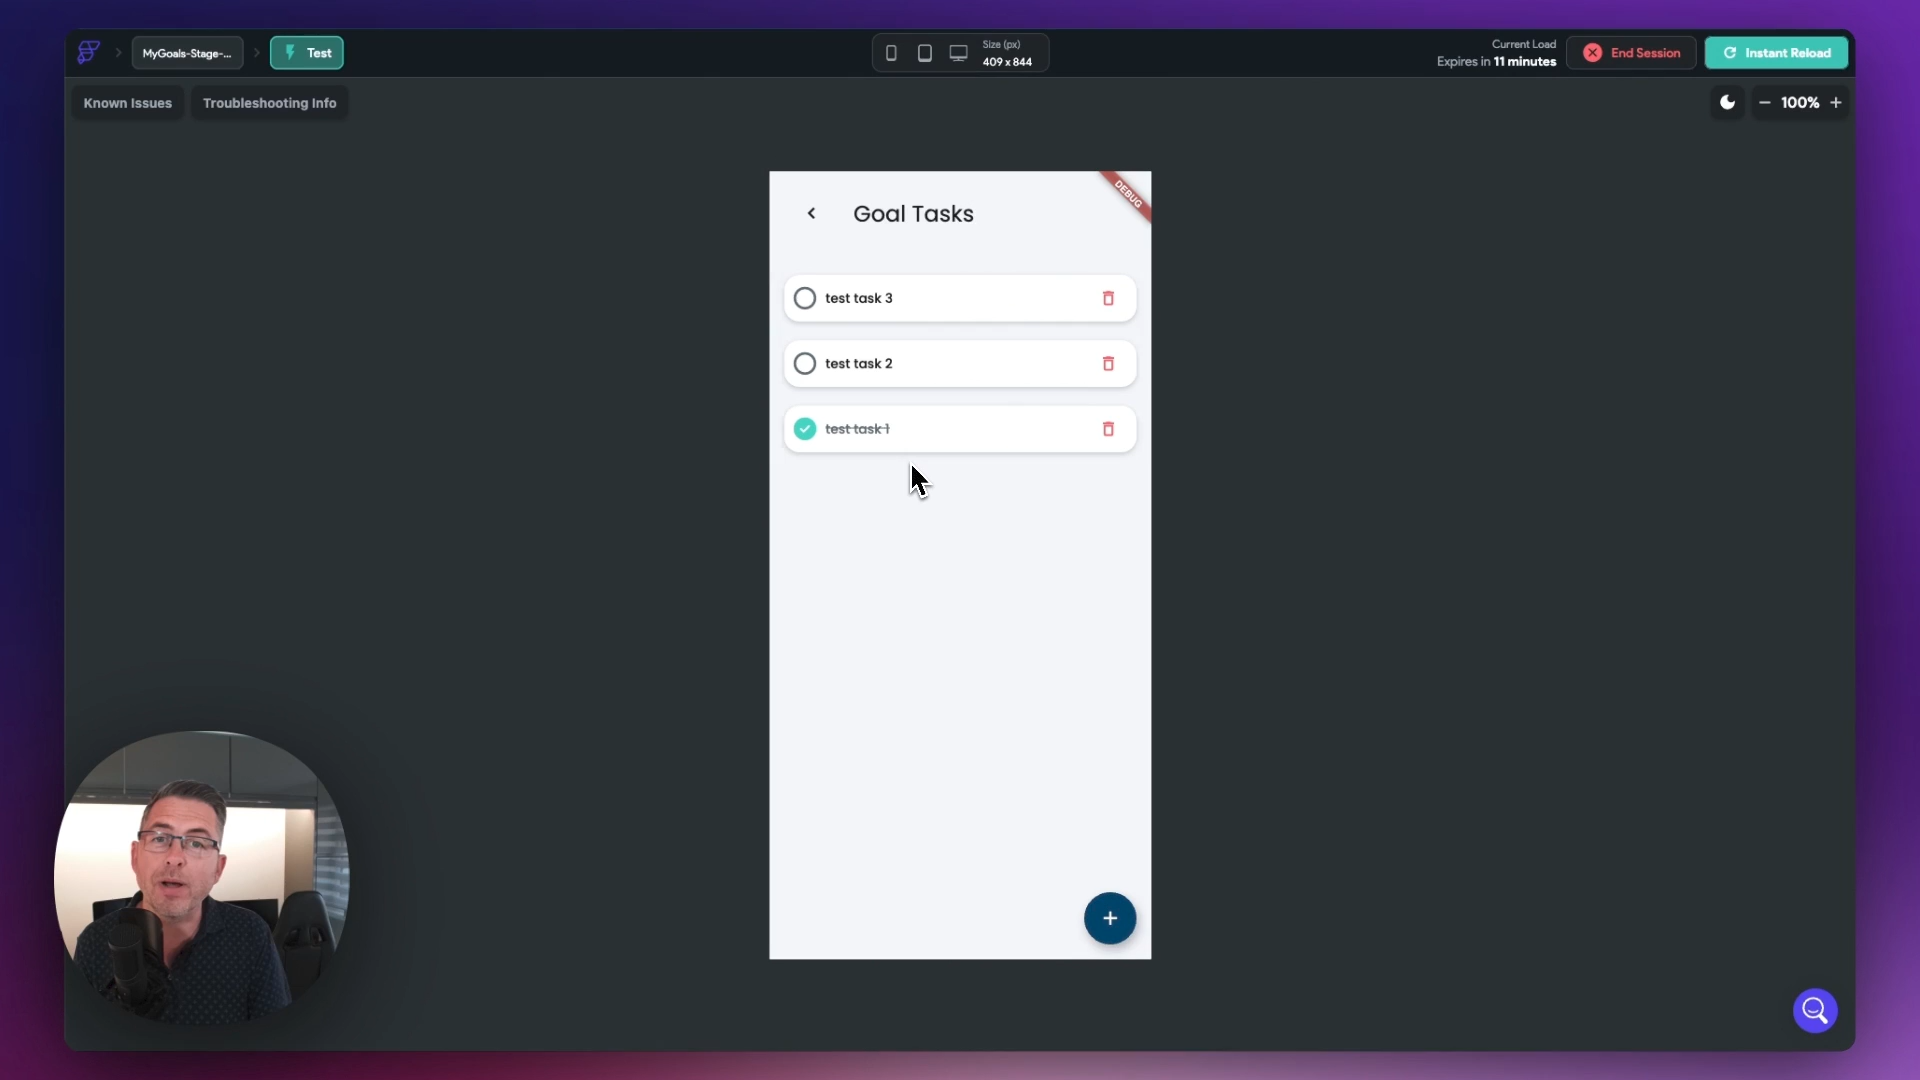 MyGoals-Stage-...
Test
Size (px)
409 x 844
Current Load
Expires in 11 minutes
End Session
Instant Reload
Known Issues
Troubleshooting Info
100%
Goal Tasks
DEBUG
test task 3
test task 2
test task 1